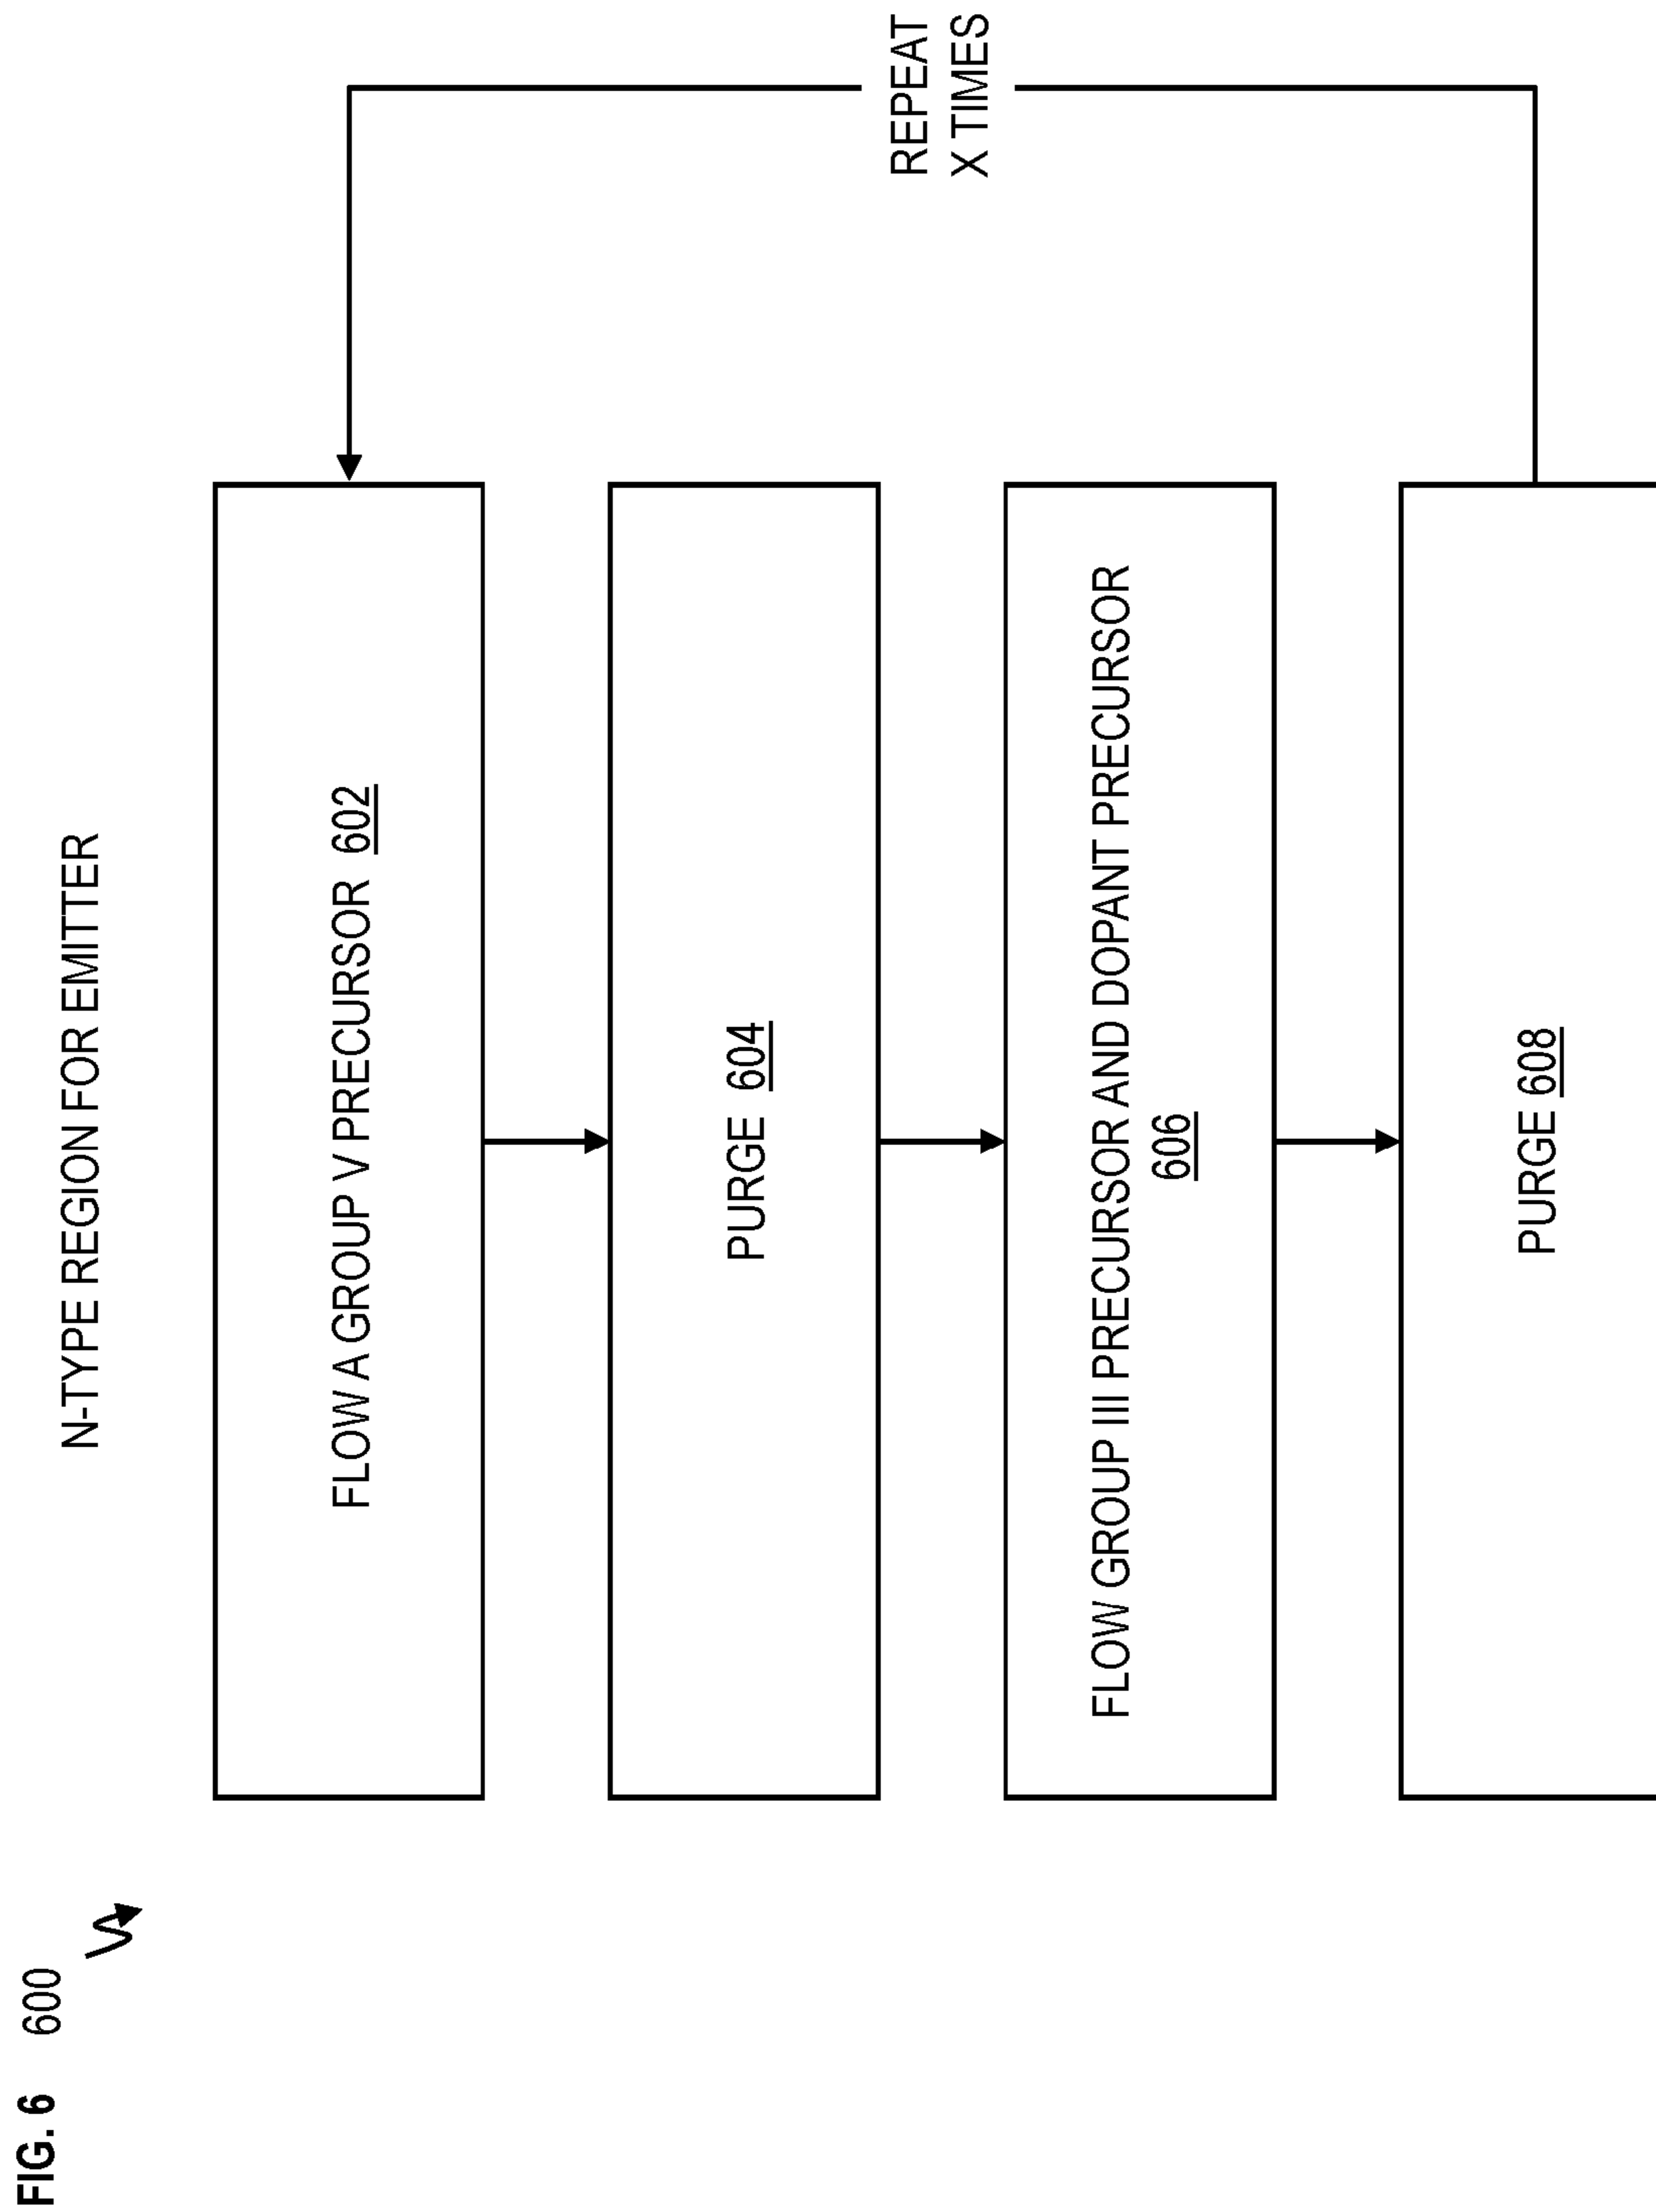 FIG. 6 600
N-TYPE REGION FOR EMITTER
FLOW A GROUP V PRECURSOR 602
PURGE 604
FLOW GROUP III PRECURSOR AND DOPANT PRECURSOR
606
PURGE 608
REPEAT
X TIMES